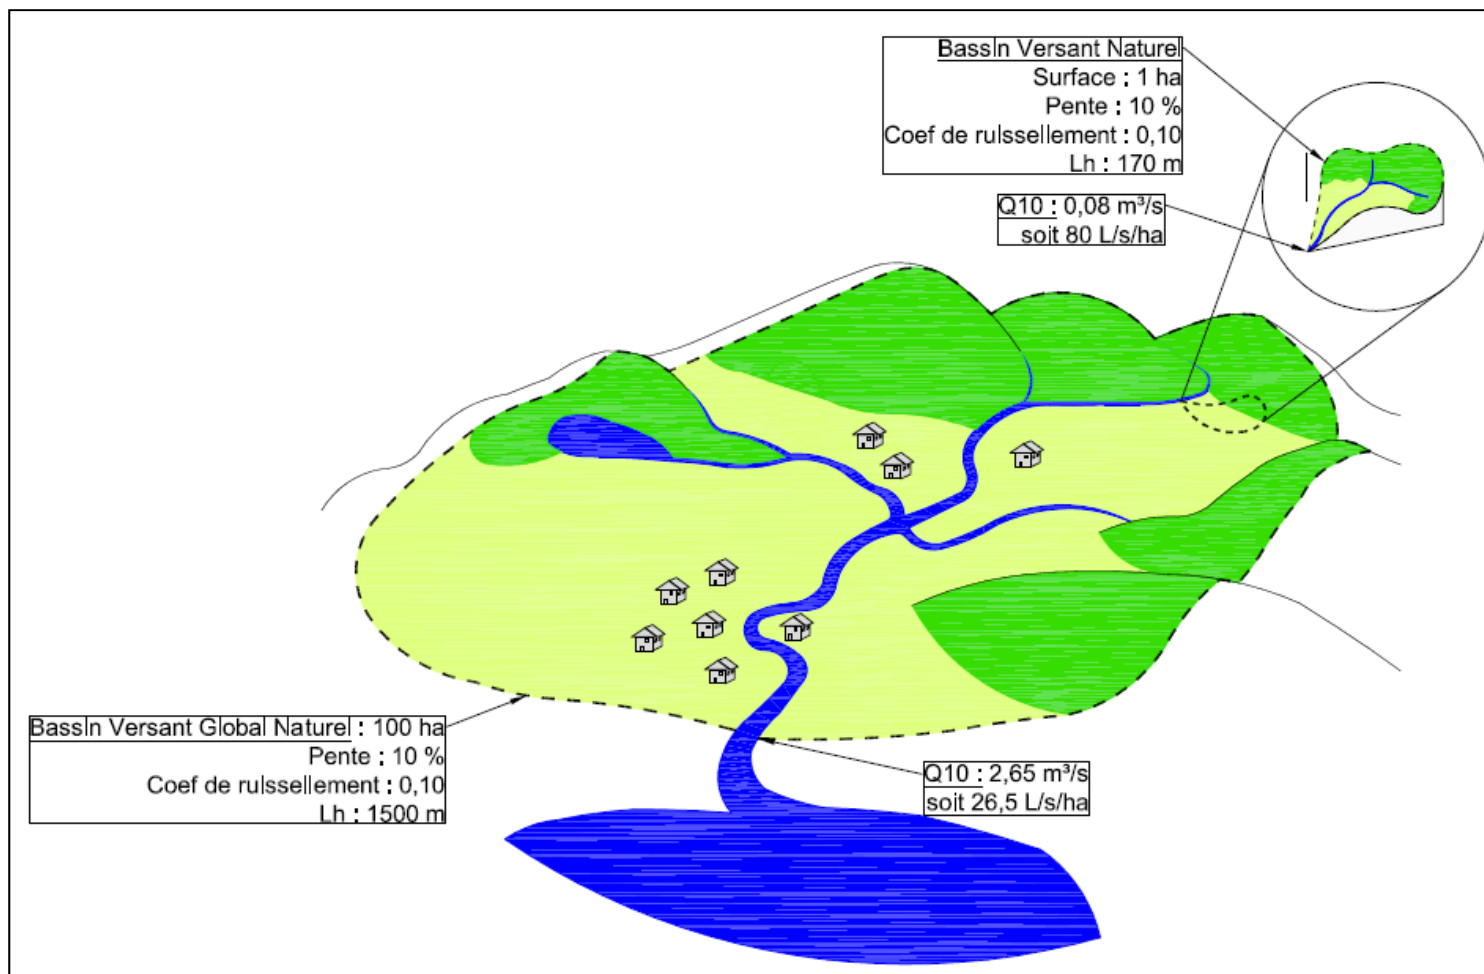 Bassin Versant Naturel
Surface : 1 ha
Pente : 10 %
Coef de ruissellement : 0,10
Lh : 170 m
Q10 : 0,08 m³/s
soit 80 L/s/ha
Bassin Versant Global Naturel : 100 ha
Pente : 10 %
Coef de ruissellement : 0,10
Lh : 1500 m
Q10 : 2,65 m³/s
soit 26,5 L/s/ha